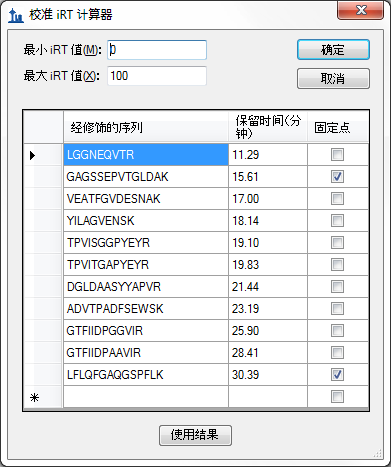 校准 iRT 计算器
最小 iRT 值(M): 0
确定
最大 iRT 值(X): 100
取消
经修饰的序列 保留时间(分钟) 固定点
LGGNEQVTR 11.29
GAGSSEPVTGLDAK 15.61
VEATFGVDESNAK 17.00
YILAGVENSK 18.14
TPVISGGPYEYR 19.10
TPVITGAPYEYR 19.83
DGLDAASYYAPVR 21.44
ADVTPADFSEWSK 23.19
GTFIIDPGGVIR 25.90
GTFIIDPAAVIR 28.41
LFLQFGAQGSPFLK 30.39
使用结果